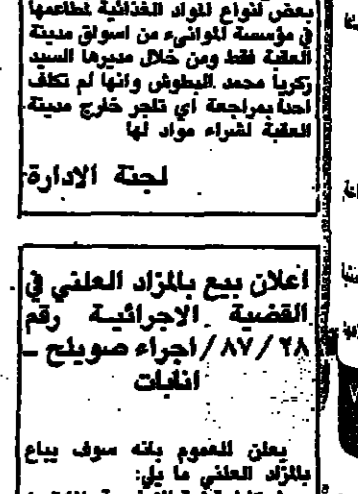 بعض لنواع المواد الغذائية لمطاعمها
في مؤسسة الموانىء من اسواق مدينة
العقبة فقط ومن خلال مديرها السيد
زكريا محمد البطوش وانها لم تكلف
احدا بمراجعة اي تاجر خارج مدينة
العقبة لشراء مواد لها
لجنة الادارة
اعلان بيع بالمزاد العلني في
القضية الاجرائية رقم
٨٧/٢٨ / اجراء صويلح -
انابات
يعلن للعموم بانه سوف يباع
بالمزاد العلني ما يلي: